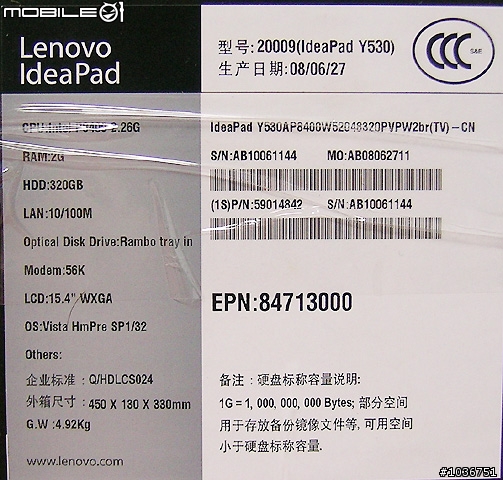 MOBILE01
Lenovo
IdeaPad
型号: 20009(IdeaPad Y530)
生产日期: 08/06/27
CCC
S&E
CPU:Intel P8400 2.26G
RAM:2G
HDD:320GB
LAN:10/100M
Optical Disk Drive:Rambo tray in
Modem:56K
LCD:15.4" WXGA
OS:Vista HmPre SP1/32
Others:
企业标准 : Q/HDLCS024
外箱尺寸 : 450 X 130 X 330mm
G.W :4.92Kg
www.lenovo.com
IdeaPad Y530AP8400W52048320PVPW2br(TV)-CN
S/N:AB10061144 MO:AB08062711
(1S)P/N:59014842 S/N:AB10061144
EPN:84713000
备注 : 硬盘标称容量说明:
1G = 1, 000, 000, 000 Bytes; 部分空间
用于存放备份镜像文件等, 可用空间
小于硬盘标称容量.
#1036751